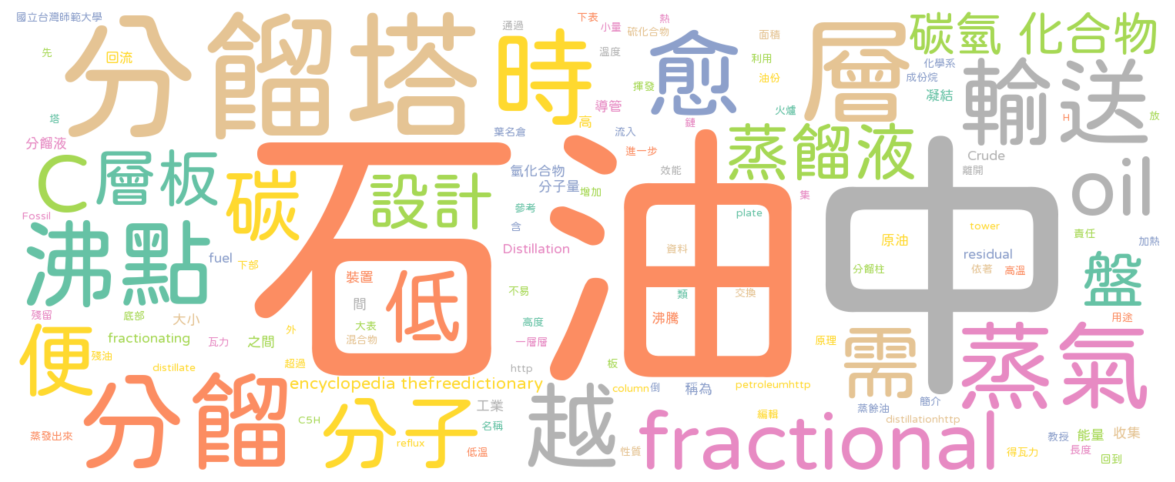 國立台灣師範大學
通過
下表
小量
熱
硫化合物
面積
碳氫 化合物
先
回流
分餾塔
時
溫度
愈
利用
層
化學系
成份烷
輸送
揮發
油份
凝結
導管
火爐
塔
高
葉名倉
流入
鏈
H
放
分餾液
進一步
蒸餾液
Crude
C
層板
碳
設計
氫化合物
分子量
增加
效能
離開
石油中
oil
集
Fossil
參考
含
plate
tower
責任
沸點
Distillation
資料
原油
加熱
fuel
下部
residual
盤
裝置
低
分餾柱
依著
高溫
殘留
底部
大小
間
大表
混合物
不易
類
交換
高度
沸騰
用途
便
fractionating
瓦力
之間
外
一層層
原理
需
蒸氣
殘油
distillate
超過
http
板
分餾
encyclopedia thefreedictionary
column
倒
稱為
petroleumhttp
分子
工業
越
蒸餘油
簡介
C5H
名稱
fractional
編輯
distillationhttp
蒸發出來
reflux
低溫
性質
教授
能量
收集
得瓦力
長度
回到